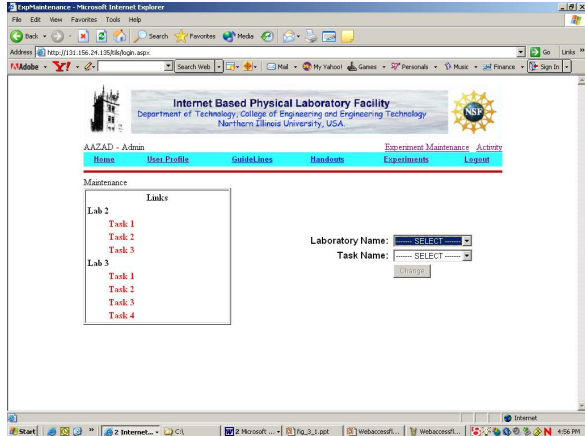 ExpMaintenance - Microsoft Internet Explorer
File Edit View Favorites Tools Help
Back Search Favorites Media
Address http://131.156.24.135/tils/login.aspx Go Links »
Adobe Y! Search Web Mail My Yahoo! Games Personals Music Finance Sign In
Internet Based Physical Laboratory Facility
Department of Technology, College of Engineering and Engineering Technology
Northern Illinois University, USA.
NSF
AAZAD - Admin Experiment Maintenance Activity
Home User Profile GuideLines Handouts Experiments Logout
Maintenance
Links
Lab 2
Task 1
Task 2
Task 3
Lab 3
Task 1
Task 2
Task 3
Task 4
Laboratory Name: ------- SELECT -------
Task Name: ------- SELECT -------
Change
Internet
Start » 2 Internet... C:\ 2 Microsoft ... fig_3_1.ppt Webaccessfl... Webaccessfl... 4:56 PM